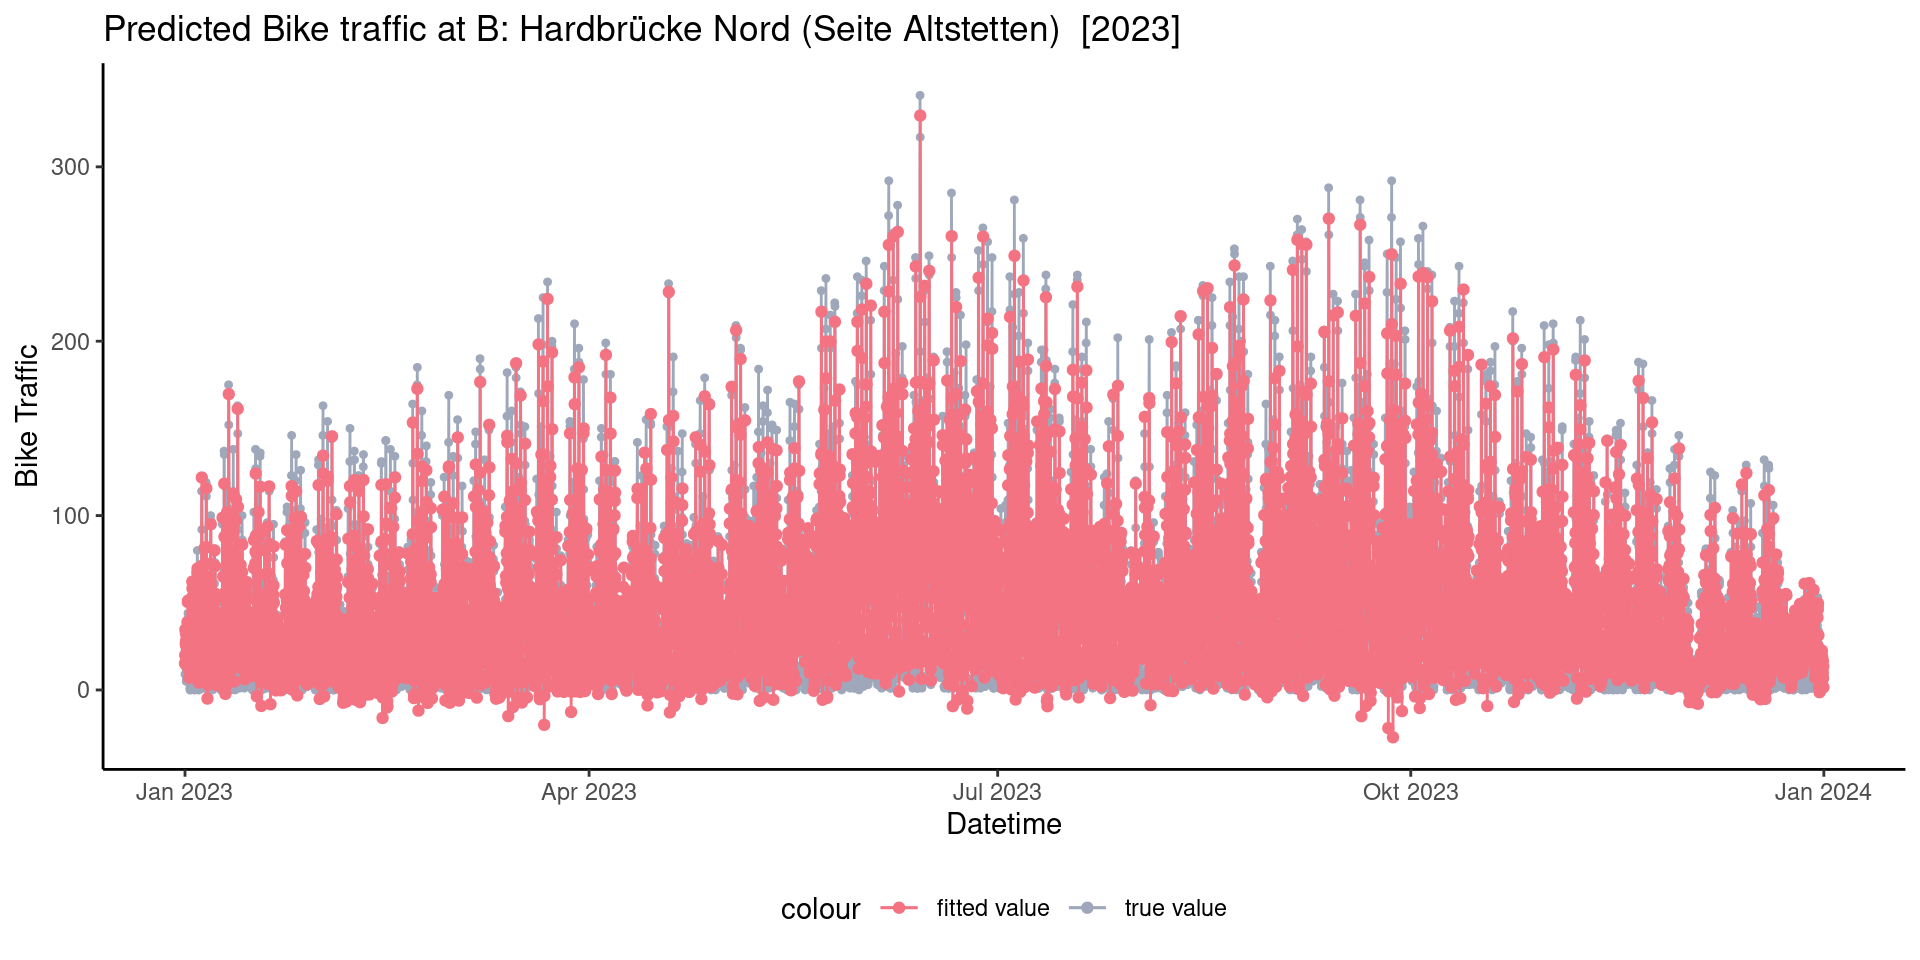 Predicted Bike traffic at B: Hardbrücke Nord (Seite Altstetten)  [2023]
Bike Traffic
300
200
100
0
Jan 2023 Apr 2023 Jul 2023 Okt 2023 Jan 2024
Datetime
colour fitted value true value